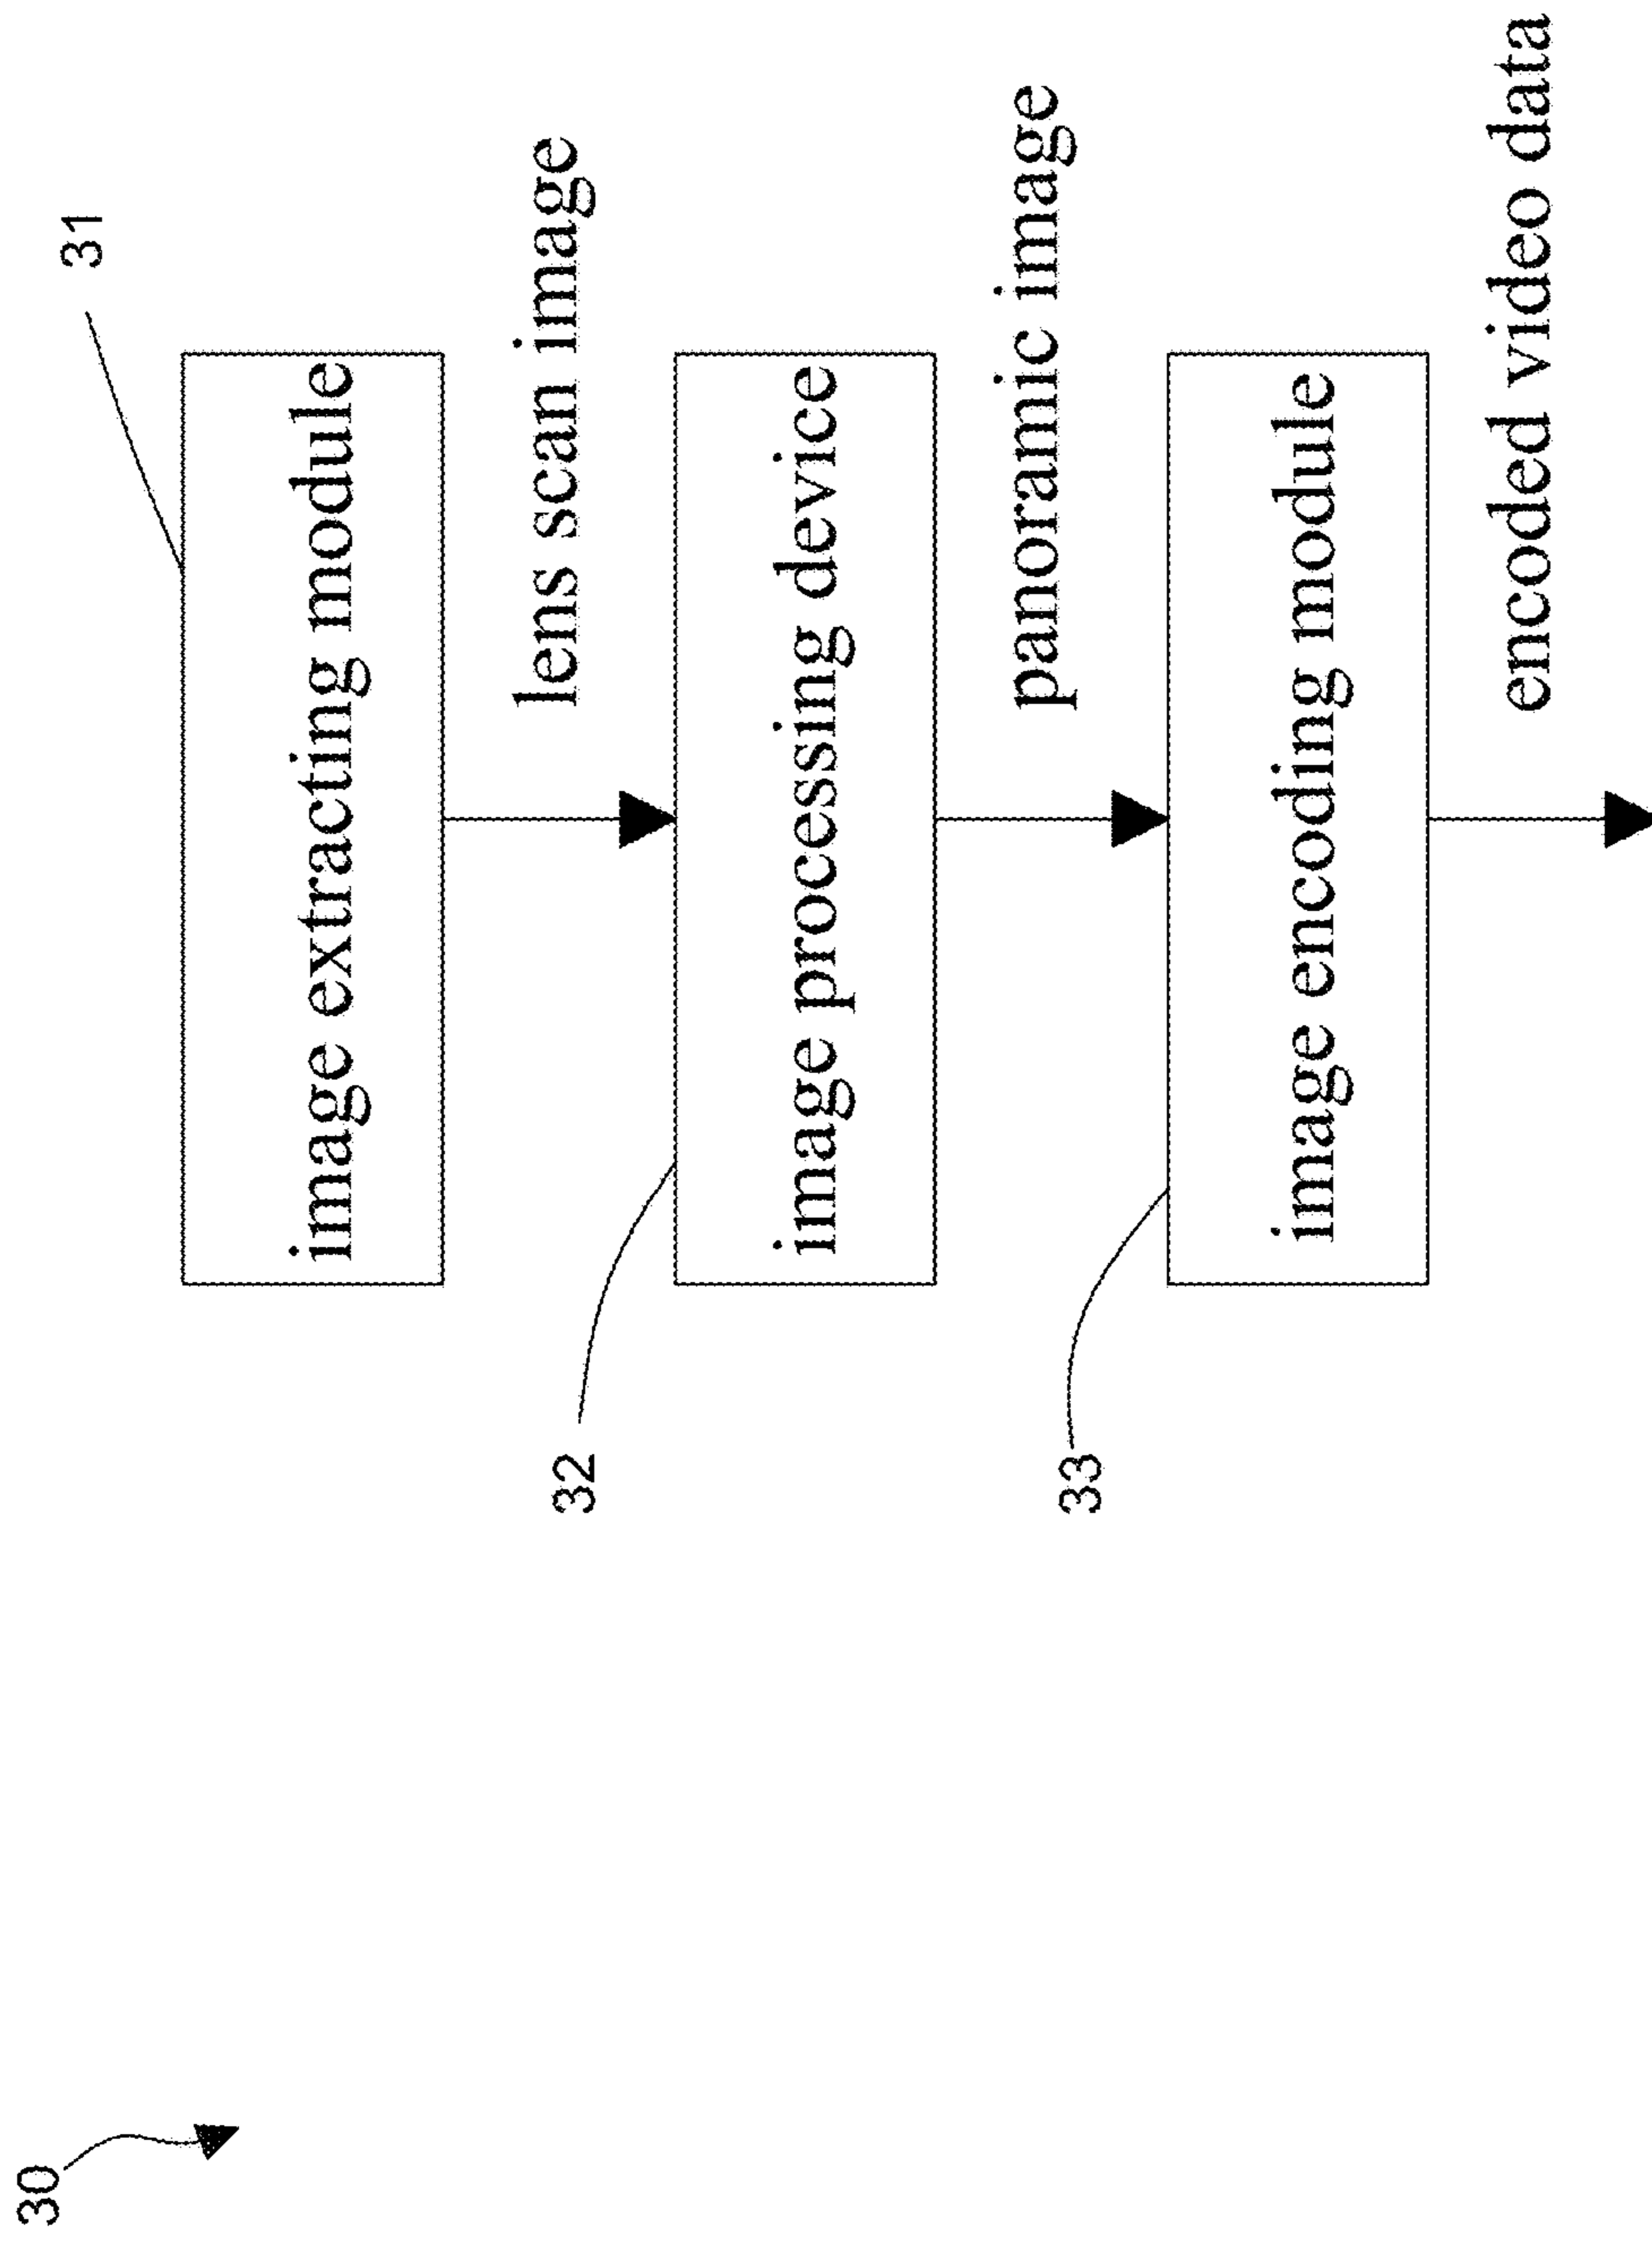 30
31
image extracting module
lens scan image
32
image processing device
panoramic image
33
image encoding module
encoded video data